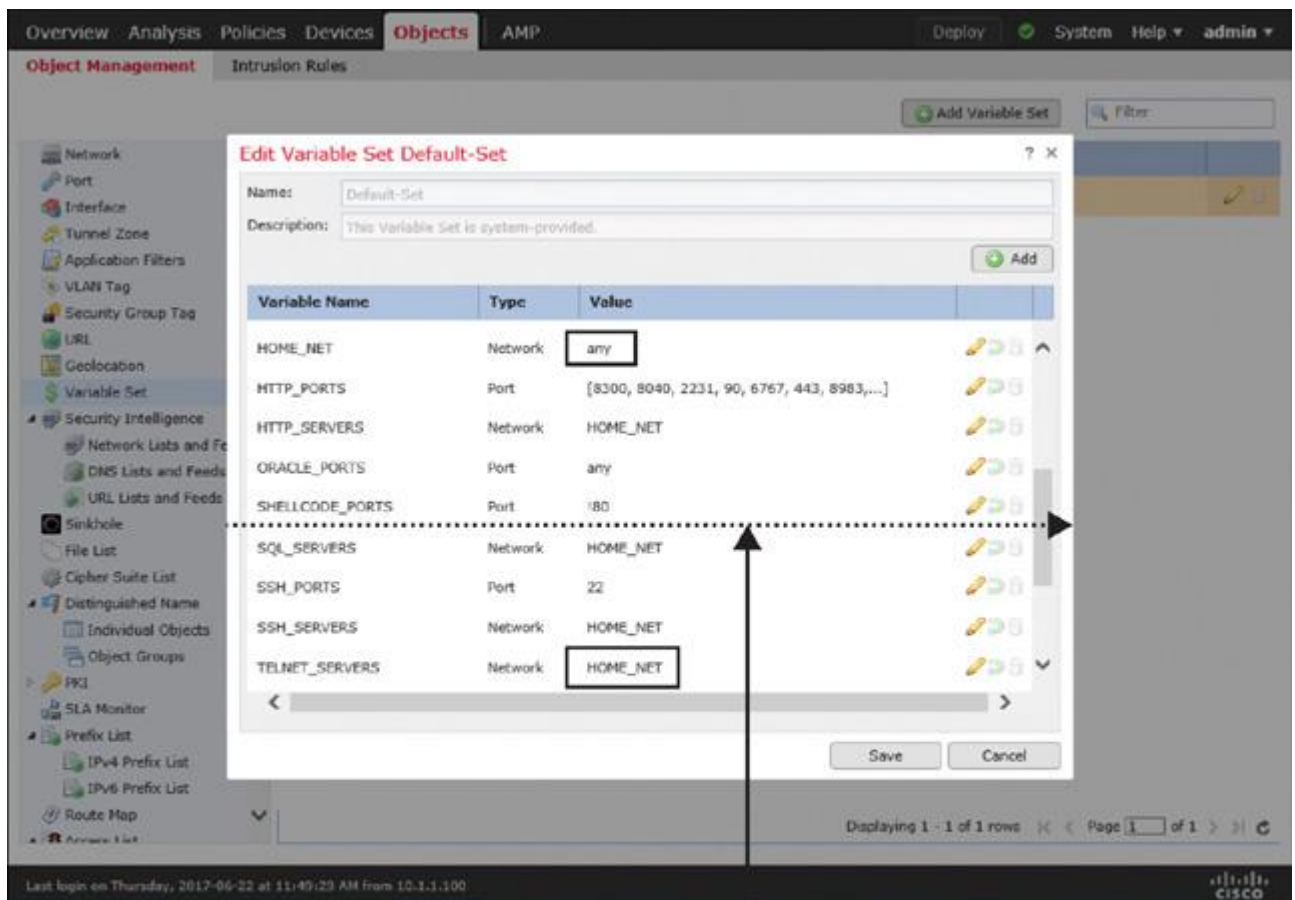 Overview Analysis Policies Devices Objects AMP Deploy System Help admin
Object Management Intrusion Rules
Add Variable Set Filter
Network
Port
Interface
Tunnel Zone
Application Filters
VLAN Tag
Security Group Tag
URL
Geolocation
Variable Set
Security Intelligence
Network Lists and Fe
DNS Lists and Feeds
URL Lists and Feeds
Sinkhole
File List
Cipher Suite List
Distinguished Name
Individual Objects
Object Groups
PKI
SLA Monitor
Prefix List
IPv4 Prefix List
IPv6 Prefix List
Route Map
Access List
Edit Variable Set Default-Set ? X
Name: Default-Set
Description: This Variable Set is system-provided.
Add
Variable Name Type Value
HOME_NET Network any
HTTP_PORTS Port [8300, 8040, 2231, 90, 6767, 443, 8983,...]
HTTP_SERVERS Network HOME_NET
ORACLE_PORTS Port any
SHELLCODE_PORTS Port !80
SQL_SERVERS Network HOME_NET
SSH_PORTS Port 22
SSH_SERVERS Network HOME_NET
TELNET_SERVERS Network HOME_NET
Save Cancel
Displaying 1 - 1 of 1 rows |< < Page 1 of 1 > >|
Last login on Thursday, 2017-06-22 at 11:49:29 AM from 10.1.1.100
CISCO